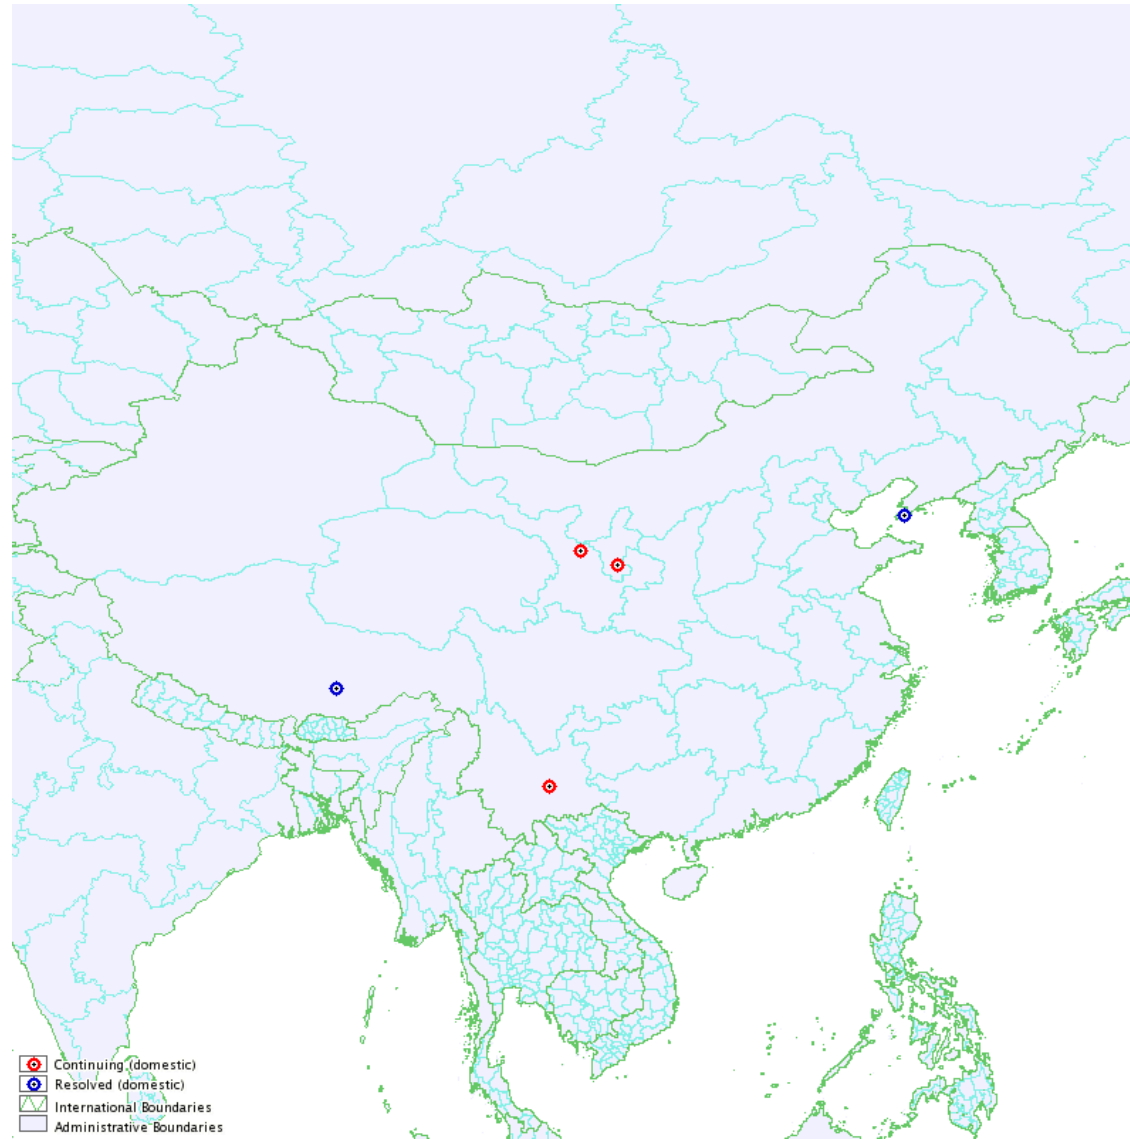 Continuing (domestic)
Resolved (domestic)
International Boundaries
Administrative Boundaries